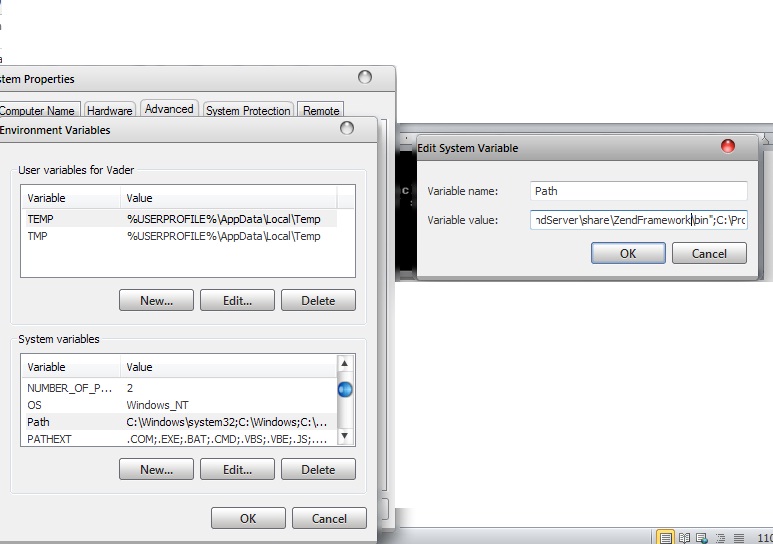 stem Properties
Computer Name
Hardware
Advanced
System Protection
Remote
Environment Variables
User variables for Vader
Variable Value
TEMP %USERPROFILE%\AppData\Local\Temp
TMP %USERPROFILE%\AppData\Local\Temp
New... Edit... Delete
System variables
Variable Value
NUMBER_OF_P... 2
OS Windows_NT
Path C:\Windows\system32;C:\Windows;C:\...
PATHEXT .COM;.EXE;.BAT;.CMD;.VBS;.VBE;.JS;....
New... Edit... Delete
OK Cancel
Edit System Variable
Variable name: Path
Variable value: ndServer\share\ZendFramework\bin";C:\Pro
OK Cancel
110